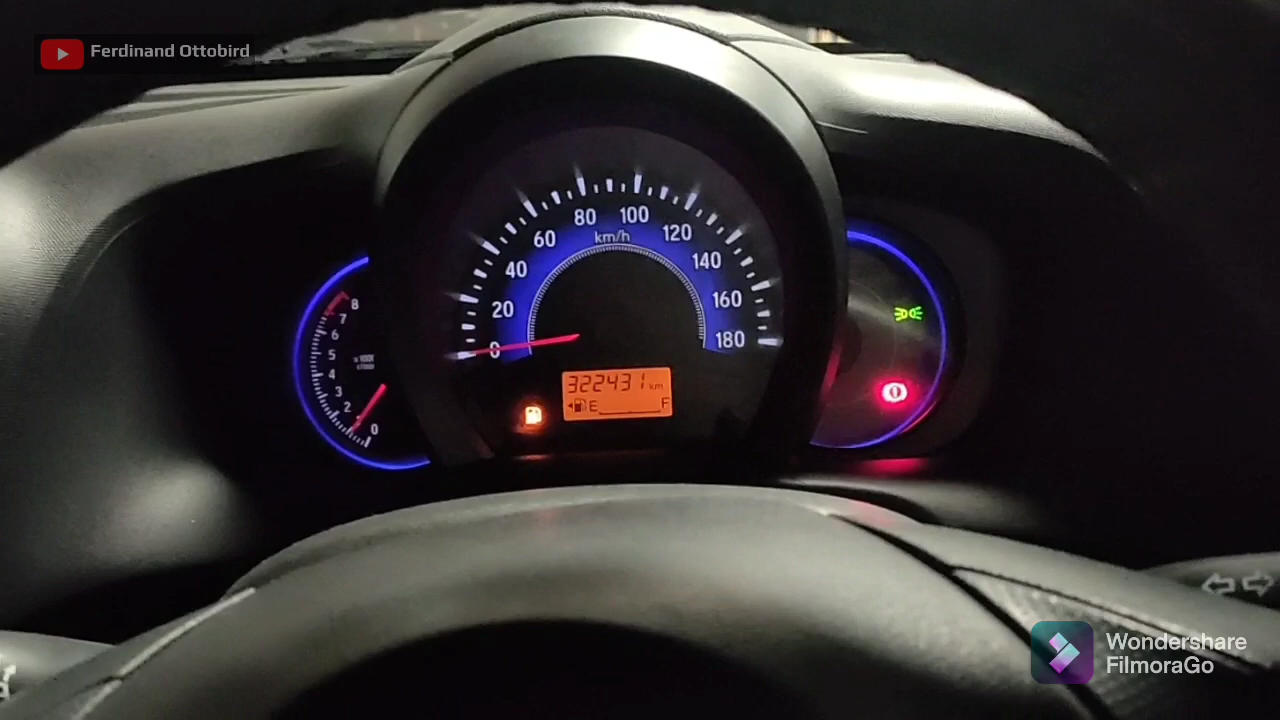 Ferdinand Ottobird
80 100
km/h
60 120
40 140
20 160
0 180
8
7
6
5
4
3
2
0
322431 km
E F
Wondershare
FilmoraGo